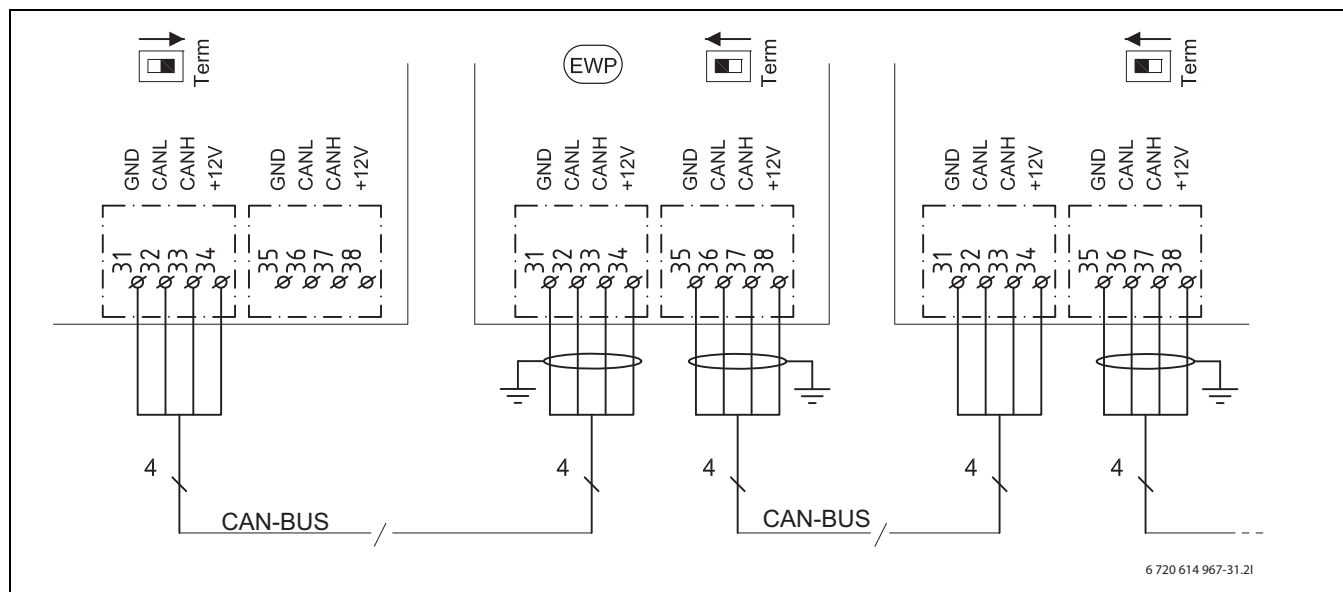 Term
EWP
Term
Term
GND CANL CANH +12V
GND CANL CANH +12V
GND CANL CANH +12V
GND CANL CANH +12V
GND CANL CANH +12V
GND CANL CANH +12V
31 32 33 34
35 36 37 38
31 32 33 34
35 36 37 38
31 32 33 34
35 36 37 38
4
4
4
4
4
CAN-BUS
CAN-BUS
6 720 614 967-31.2I